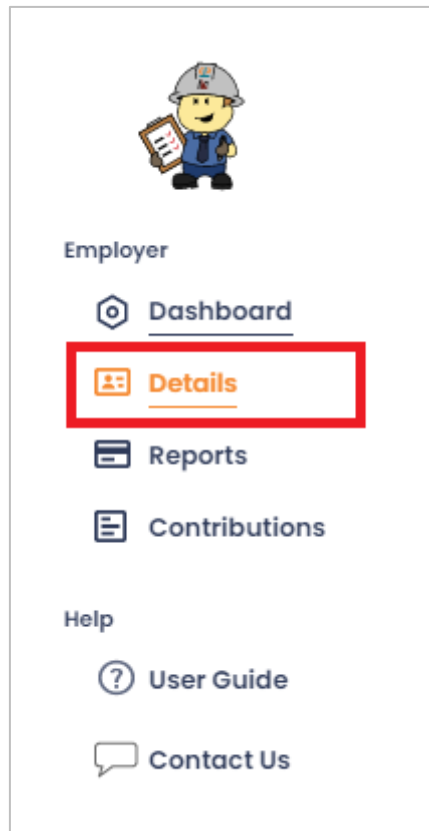 Employer
Dashboard
Details
Reports
Contributions
Help
User Guide
Contact Us